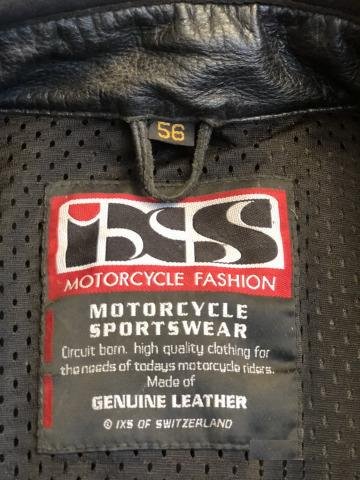 56
iXS
MOTORCYCLE FASHION
MOTORCYCLE
SPORTSWEAR
Circuit born. high quality clothing for
the needs of todays motorcycle riders.
Made of
GENUINE LEATHER
© IXS OF SWITZERLAND